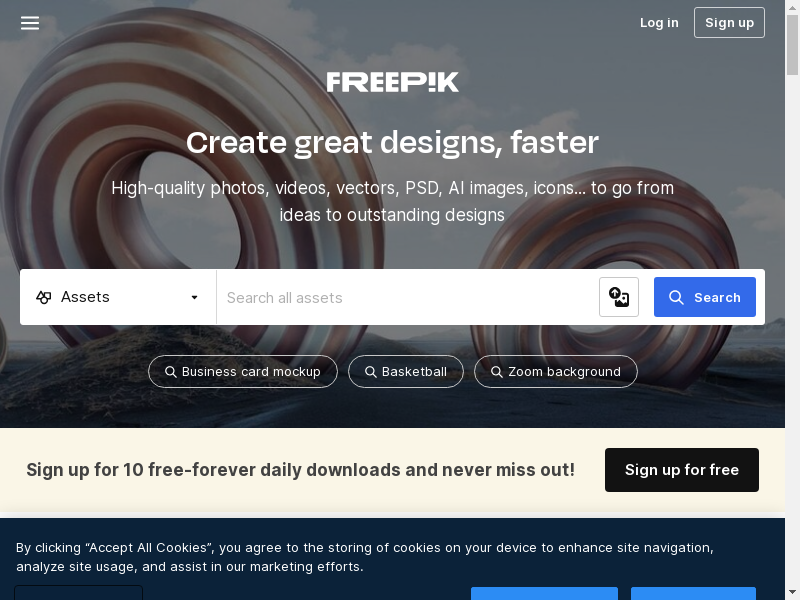 Log in
Sign up
FREEP!K
Create great designs, faster
High-quality photos, videos, vectors, PSD, AI images, icons... to go from
ideas to outstanding designs
Assets
Search all assets
Search
Business card mockup
Basketball
Zoom background
Sign up for 10 free-forever daily downloads and never miss out!
Sign up for free
By clicking “Accept All Cookies”, you agree to the storing of cookies on your device to enhance site navigation,
analyze site usage, and assist in our marketing efforts.